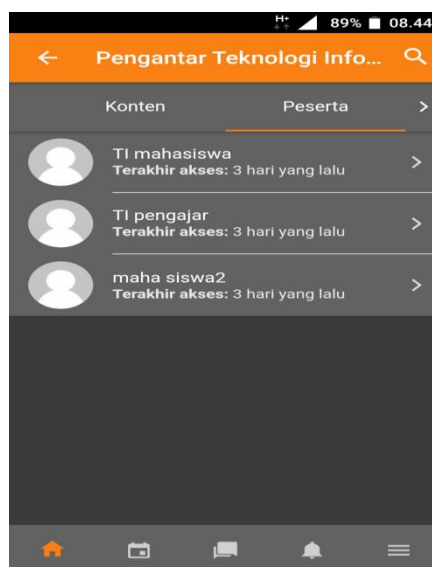 H+ 89% 08.44
Pengantar Teknologi Info...
Konten Peserta
TI mahasiswa
Terakhir akses: 3 hari yang lalu
TI pengajar
Terakhir akses: 3 hari yang lalu
maha siswa2
Terakhir akses: 3 hari yang lalu